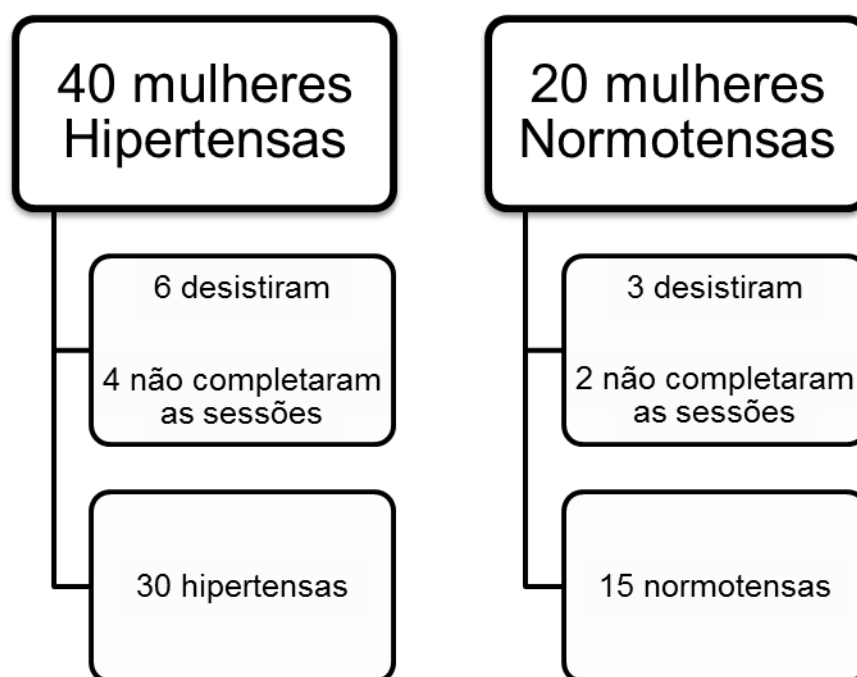 40 mulheres
Hipertensas
6 desistiram
4 não completaram
as sessões
30 hipertensas
20 mulheres
Normotensas
3 desistiram
2 não completaram
as sessões
15 normotensas